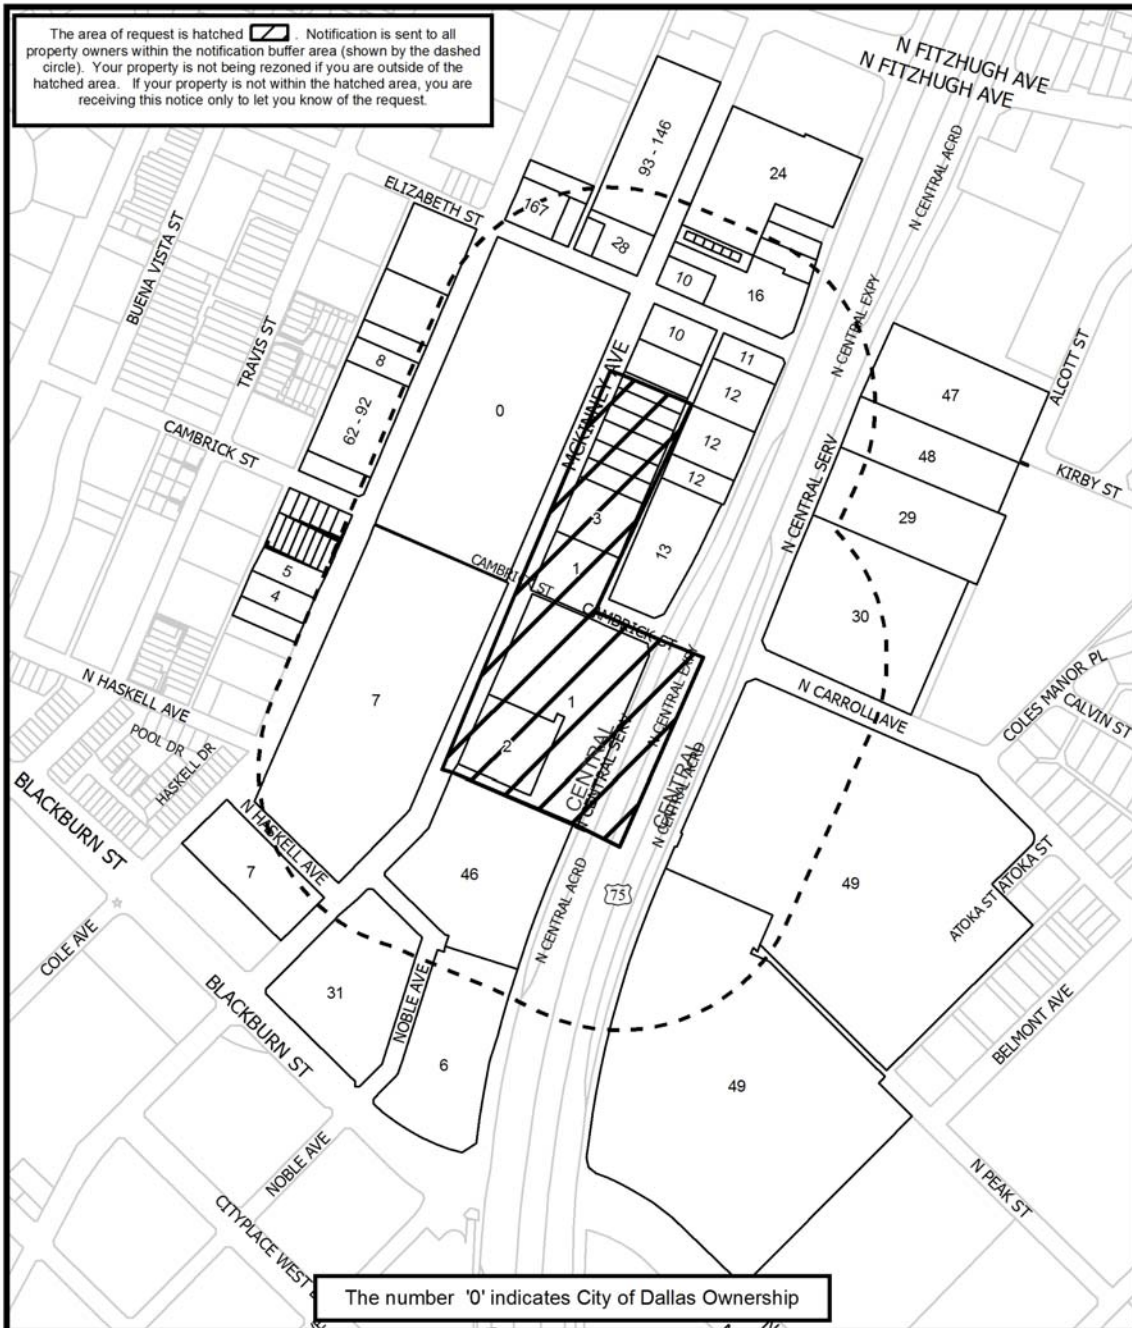 The area of request is hatched . Notification is sent to all
property owners within the notification buffer area (shown by the dashed
circle). Your property is not being rezoned if you are outside of the
hatched area. If your property is not within the hatched area, you are
receiving this notice only to let you know of the request.
N FITZHUGH AVE
N FITZHUGH AVE
N CENTRAL ACRD
93 - 146
24
ELIZABETH ST
167
28
BUENA VISTA ST
10
16
N CENTRAL EXPY
TRAVIS ST
10
11
MCKINNEY AVE
8
12
47
ALCOTT ST
0
62 - 92
12
CAMBRICK ST
48
12
KIRBY ST
N CENTRAL SERV
3
29
13
5
CAMBRICK ST
1
4
CAMBRICK ST
30
N CENTRAL EXPY
N HASKELL AVE
7
1
N CARROLL AVE
COLES MANOR PL
CALVIN ST
POOL DR
HASKELL DR
2
CENTRAL
N CENTRAL SERV
CENTRAL
N CENTRAL ACRD
BLACKBURN ST
N HASKELL AVE
7
46
75
49
ATOKA ST
ATOKA ST
N CENTRAL ACRD
COLE AVE
31
NOBLE AVE
BLACKBURN ST
BELMONT AVE
6
49
NOBLE AVE
N PEAK ST
CITYPLACE WEST
The number '0' indicates City of Dallas Ownership